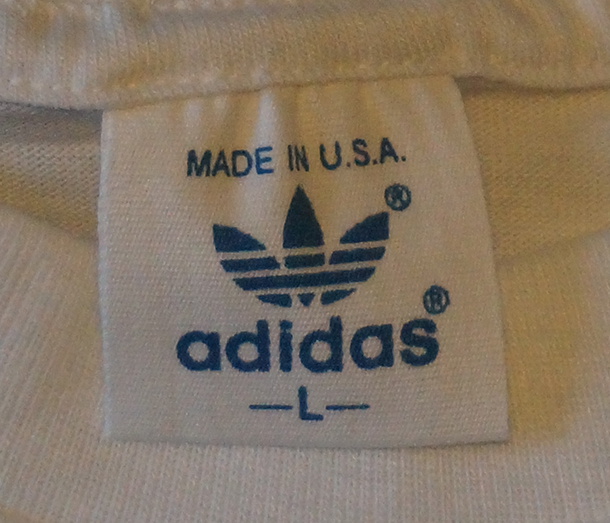 MADE IN U.S.A.
®
adidas®
—L—